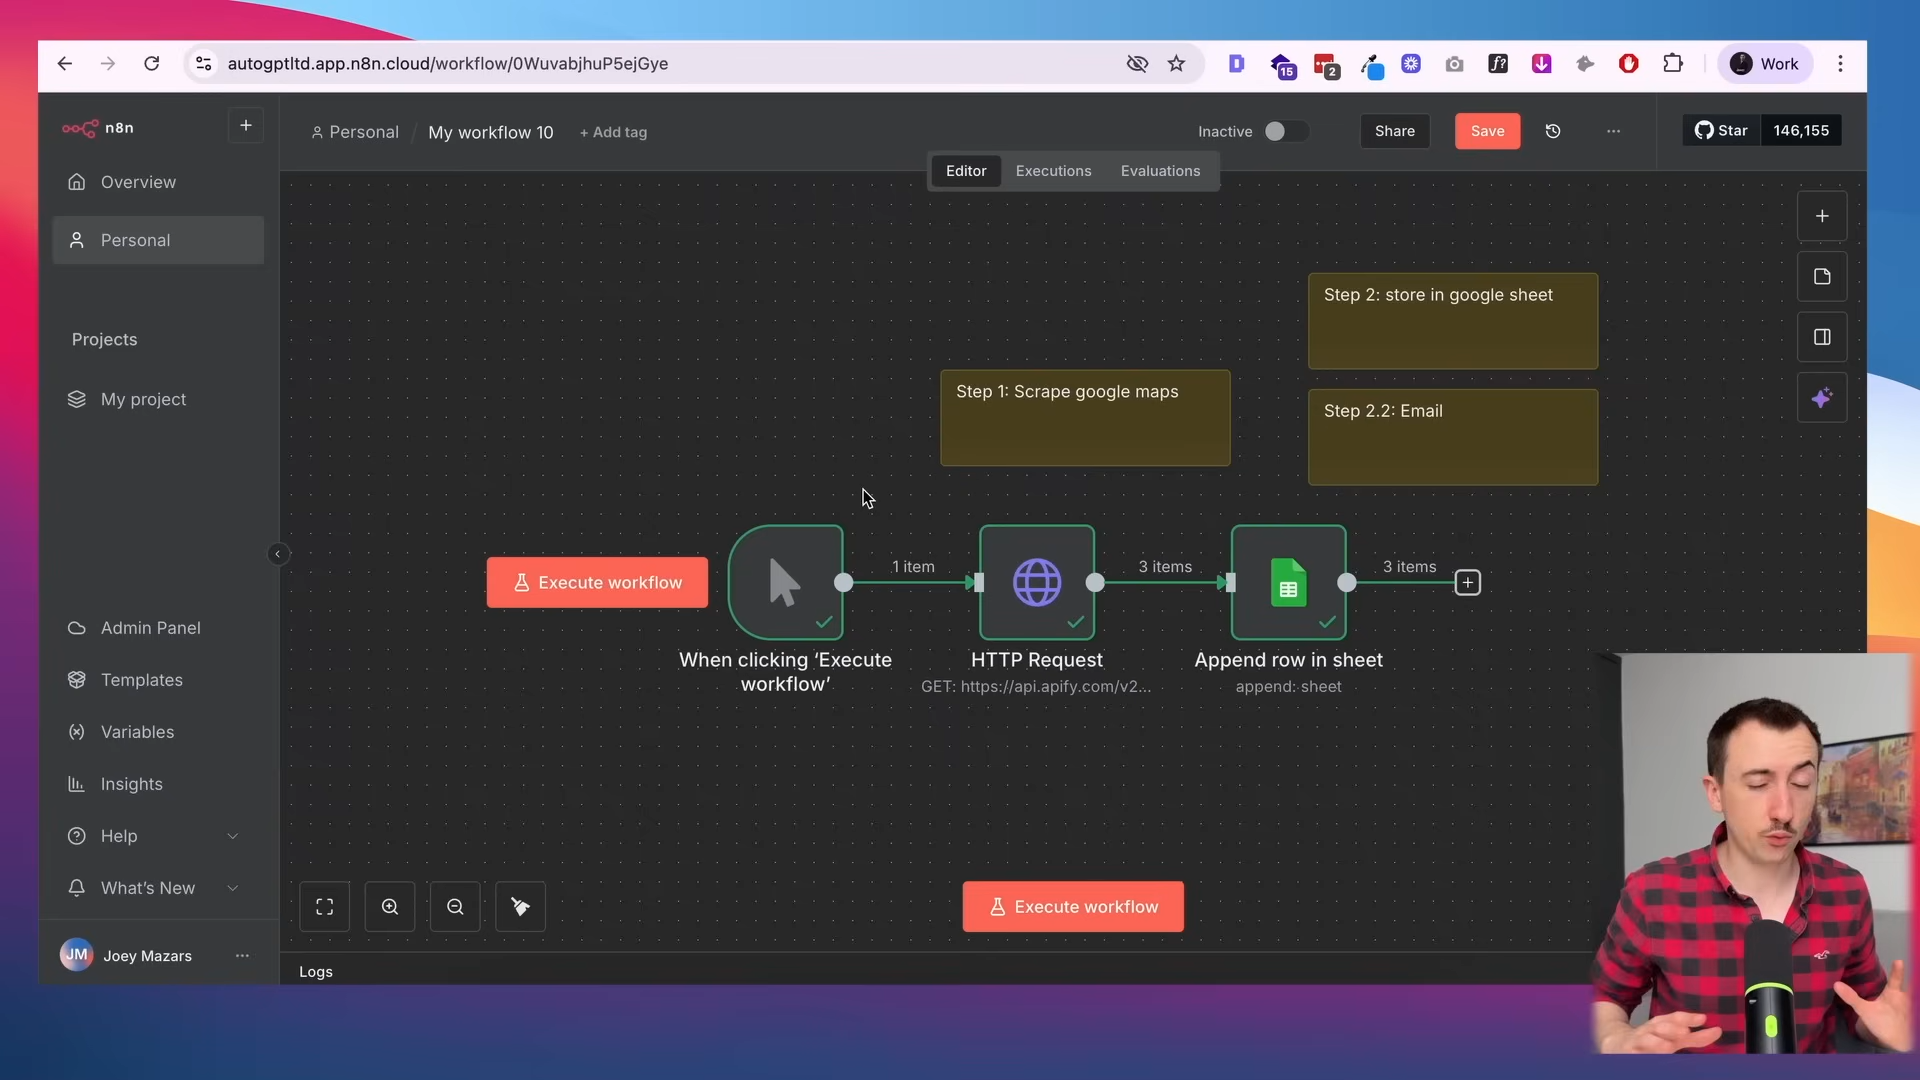 autogptltd.app.n8n.cloud/workflow/0WuvabjhuP5ejGye
15
2
f?
Work
n8n
Personal / My workflow 10 + Add tag
Inactive
Share
Save
Star 146,155
Editor Executions Evaluations
Overview
Personal
Projects
My project
Admin Panel
Templates
Variables
Insights
Help
What's New
JM Joey Mazars
Step 2: store in google sheet
Step 1: Scrape google maps
Step 2.2: Email
Execute workflow
1 item
3 items
3 items
When clicking ‘Execute
workflow’
HTTP Request
GET: https://api.apify.com/v2...
Append row in sheet
append: sheet
Execute workflow
Logs